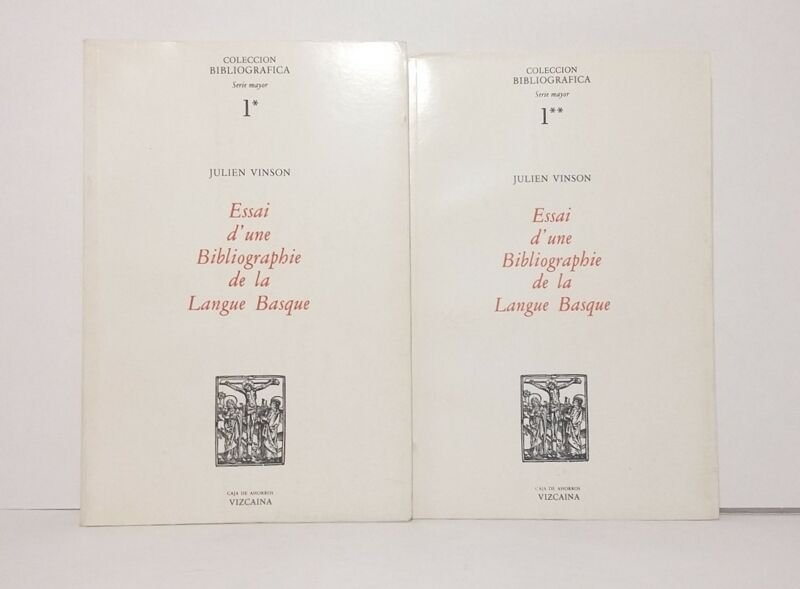 COLECCION
BIBLIOGRAFICA
Serie mayor
1*
JULIEN VINSON
Essai
d'une
Bibliographie
de la
Langue Basque
CAJA DE AHORROS
VIZCAINA
COLECCION
BIBLIOGRAFICA
Serie mayor
1**
JULIEN VINSON
Essai
d'une
Bibliographie
de la
Langue Basque
CAJA DE AHORROS
VIZCAINA